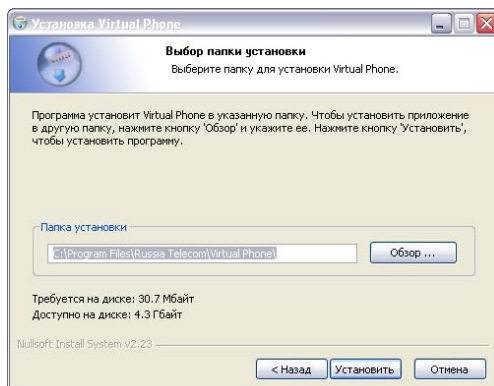 Установка Virtual Phone
Выбор папки установки
Выберите папку для установки Virtual Phone.
Программа установит Virtual Phone в указанную папку. Чтобы установить приложение
в другую папку, нажмите кнопку 'Обзор' и укажите ее. Нажмите кнопку 'Установить',
чтобы установить программу.
Папка установки
C:\Program Files\Russia Telecom\Virtual Phone\
Обзор ...
Требуется на диске: 30.7 Мбайт
Доступно на диске: 4.3 Гбайт
Nullsoft Install System v2.23
< Назад
Установить
Отмена